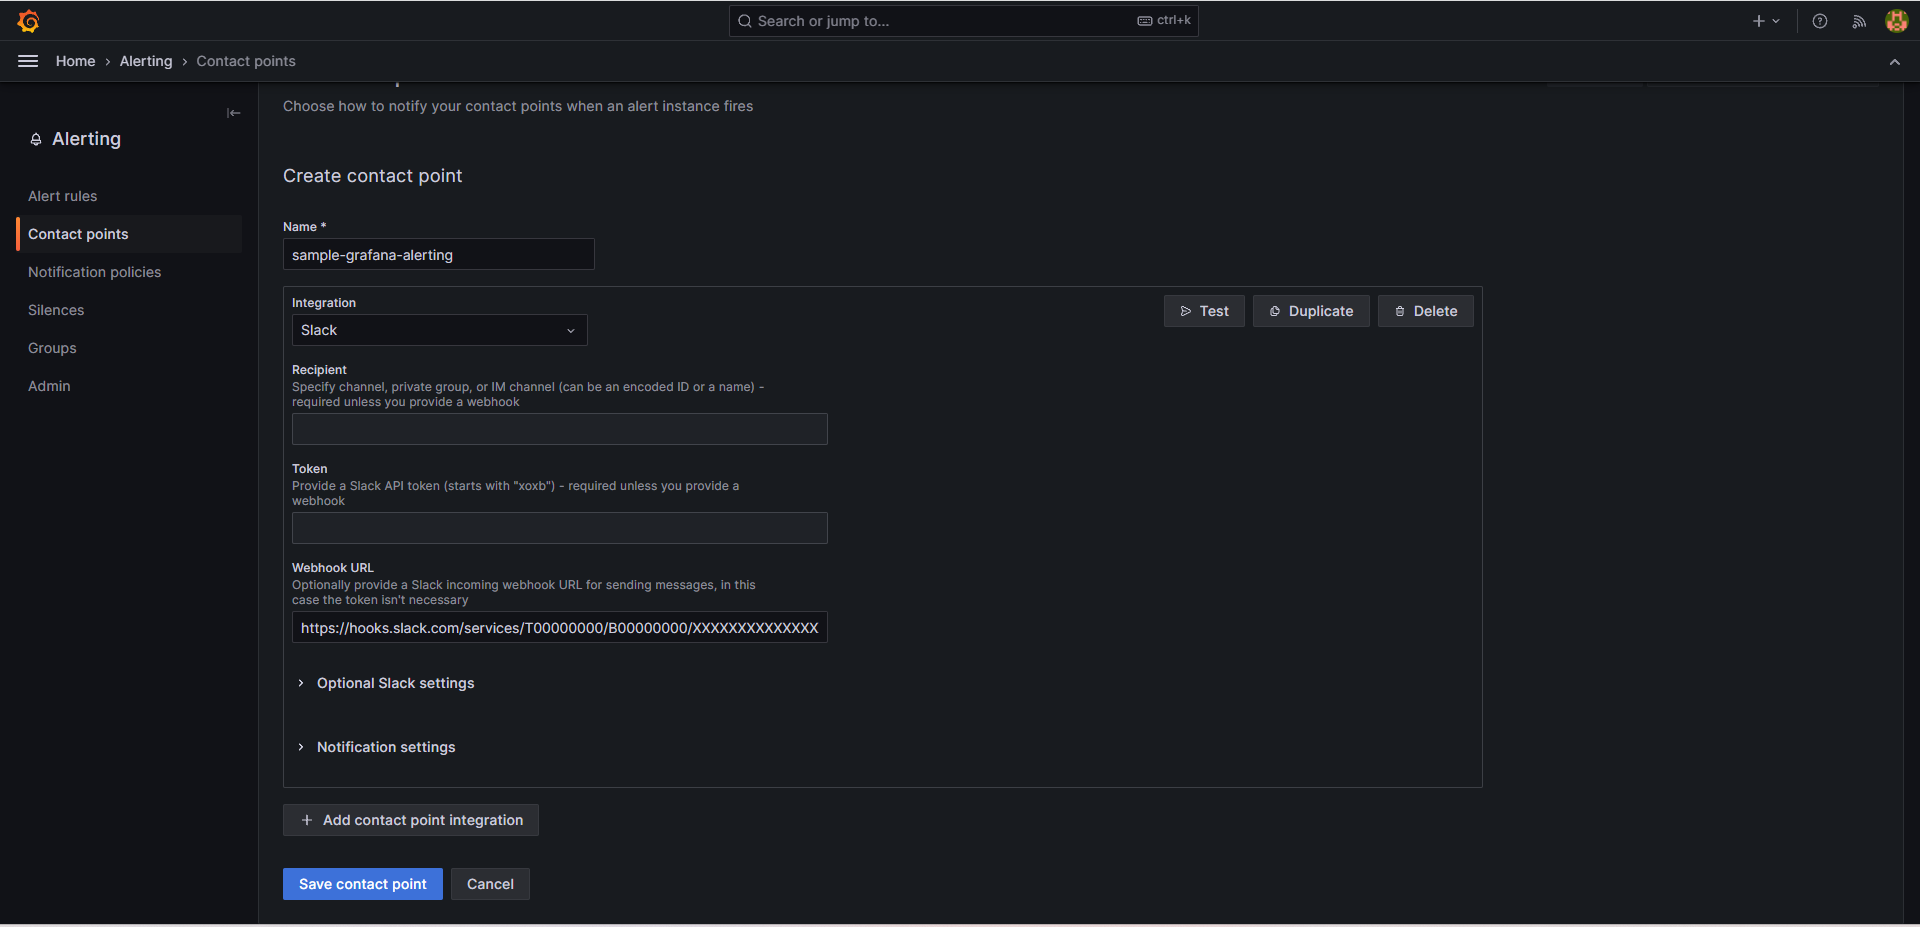 Search or jump to...
ctrl+k
Home › Alerting › Contact points
Choose how to notify your contact points when an alert instance fires
Alerting
Alert rules
Contact points
Notification policies
Silences
Groups
Admin
Create contact point
Name *
sample-grafana-alerting
Integration
Slack
Test
Duplicate
Delete
Recipient
Specify channel, private group, or IM channel (can be an encoded ID or a name) -
required unless you provide a webhook
Token
Provide a Slack API token (starts with "xoxb") - required unless you provide a
webhook
Webhook URL
Optionally provide a Slack incoming webhook URL for sending messages, in this
case the token isn't necessary
https://hooks.slack.com/services/T00000000/B00000000/XXXXXXXXXXXXXX
Optional Slack settings
Notification settings
Add contact point integration
Save contact point
Cancel